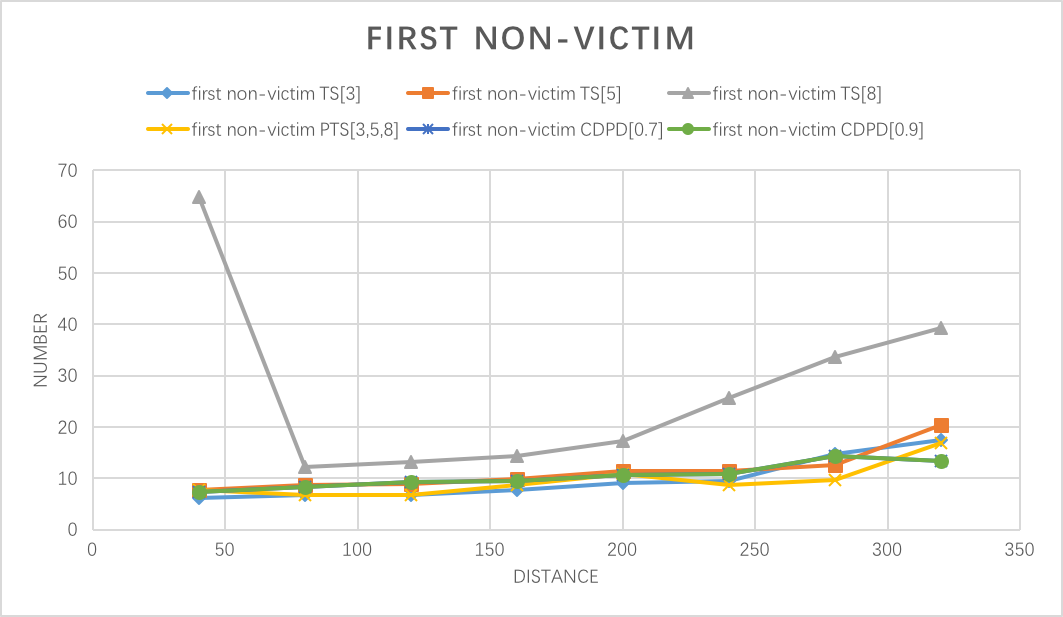 FIRST NON-VICTIM
first non-victim TS[3] first non-victim TS[5] first non-victim TS[8]
first non-victim PTS[3,5,8] first non-victim CDPD[0.7] first non-victim CDPD[0.9]
70
60
50
40
30
20
10
0
NUMBER
0 50 100 150 200 250 300 350
DISTANCE